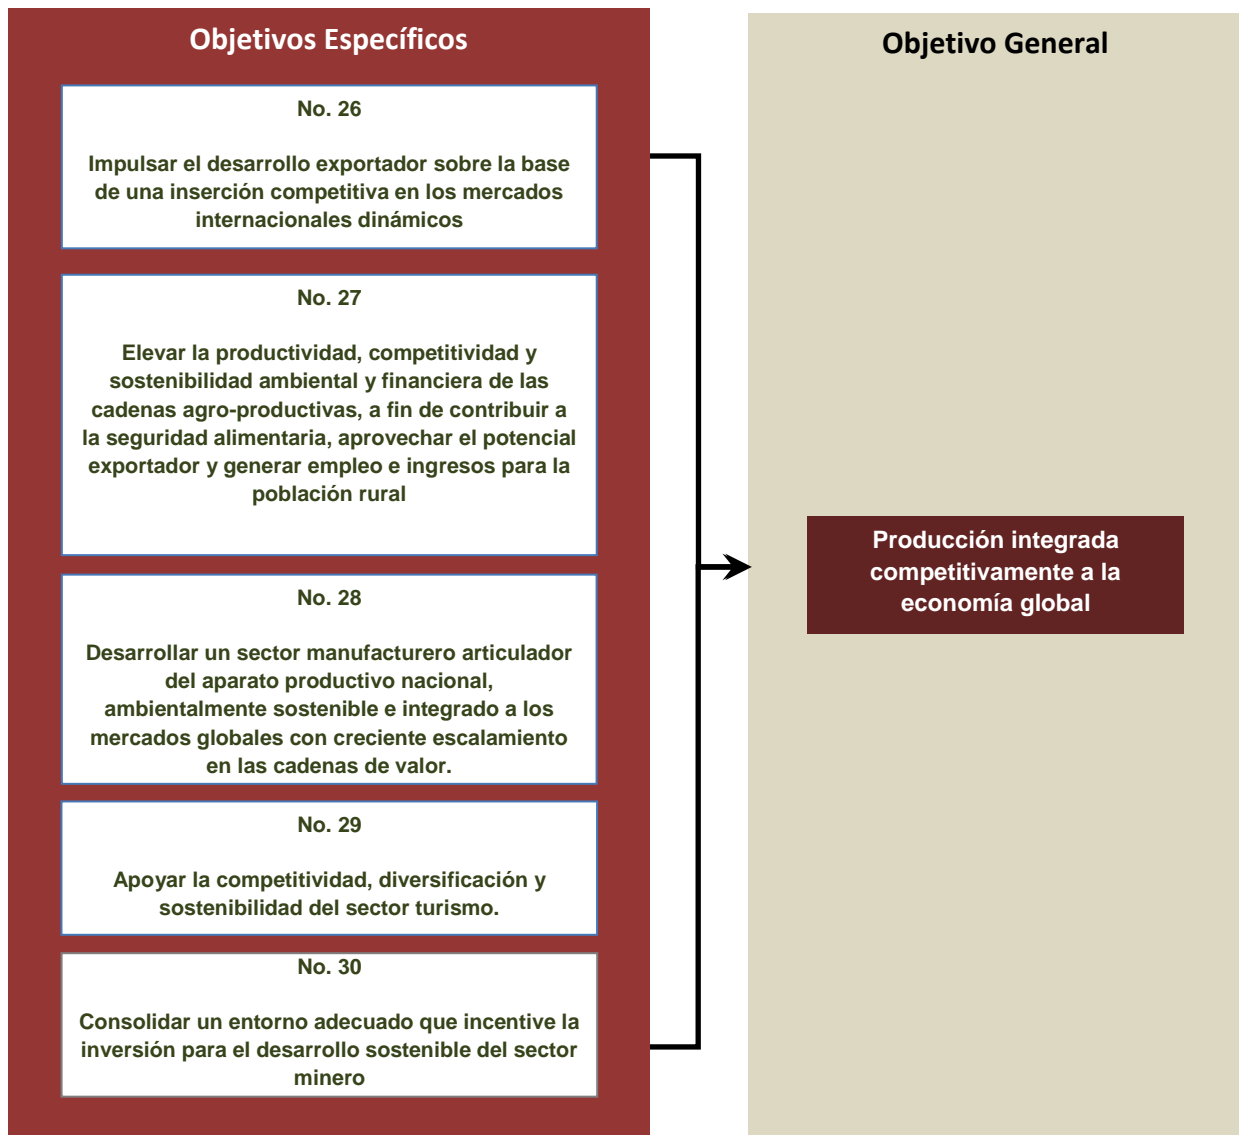 Objetivos Específicos
No. 26
Impulsar el desarrollo exportador sobre la base
de una inserción competitiva en los mercados
internacionales dinámicos
No. 27
Elevar la productividad, competitividad y
sostenibilidad ambiental y financiera de las
cadenas agro-productivas, a fin de contribuir a
la seguridad alimentaria, aprovechar el potencial
exportador y generar empleo e ingresos para la
población rural
No. 28
Desarrollar un sector manufacturero articulador
del aparato productivo nacional,
ambientalmente sostenible e integrado a los
mercados globales con creciente escalamiento
en las cadenas de valor.
No. 29
Apoyar la competitividad, diversificación y
sostenibilidad del sector turismo.
No. 30
Consolidar un entorno adecuado que incentive la
inversión para el desarrollo sostenible del sector
minero
Objetivo General
Producción integrada
competitivamente a la
economía global